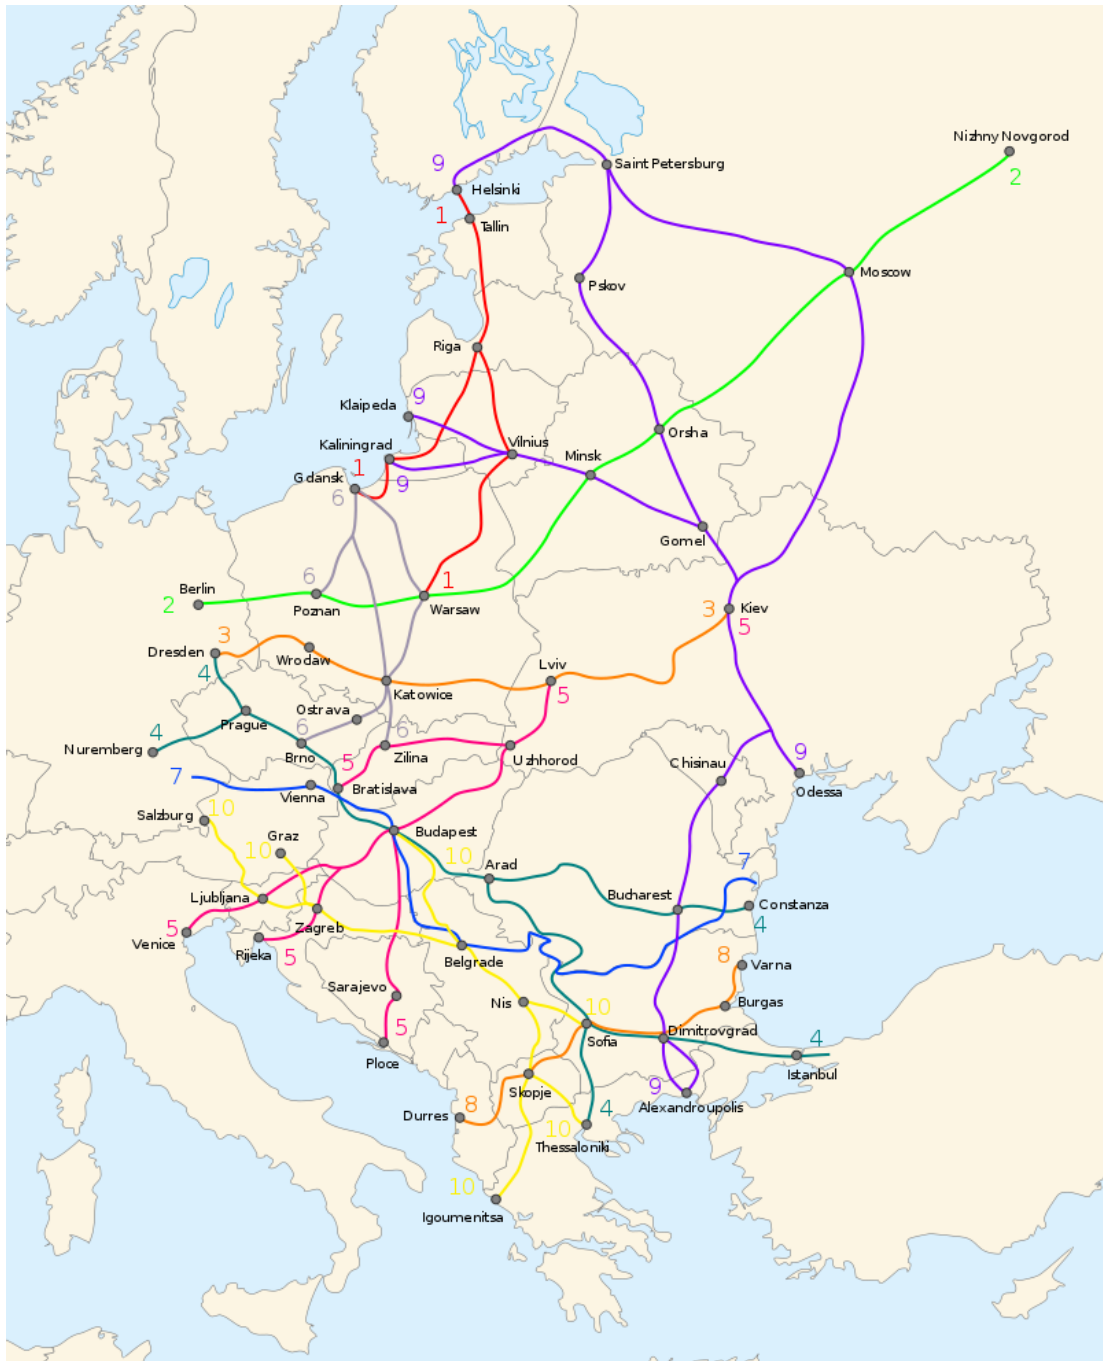 Nizhny Novgorod
9
Saint Petersburg
2
Helsinki
1
Tallin
Moscow
Pskov
Riga
9
Klaipeda
Orsha
Kaliningrad
Vilnius
Minsk
1
Gdansk
9
6
Gomel
6
1
Berlin
2
Poznan
Warsaw
3
Kiev
5
3
Dresden
Wrodaw
4
Lviv
5
Katowice
Ostrava
Prague
4
6
6
Nuremberg
Brno
Zilina
Uzhhorod
9
Chisinau
5
7
Odessa
Vienna
Bratislava
Salzburg
10
Graz
Budapest
10
10
Arad
7
Ljubljana
Bucharest
Constanza
4
Zagreb
5
Venice
Rijeka
5
Belgrade
8
Varna
Sarajevo
Nis
10
Burgas
5
Sofia
Dimitrovgrad
4
Ploce
Istanbul
Skopje
9
8
Durres
4
Alexandroupolis
10
Thessaloniki
10
Igoumenitsa